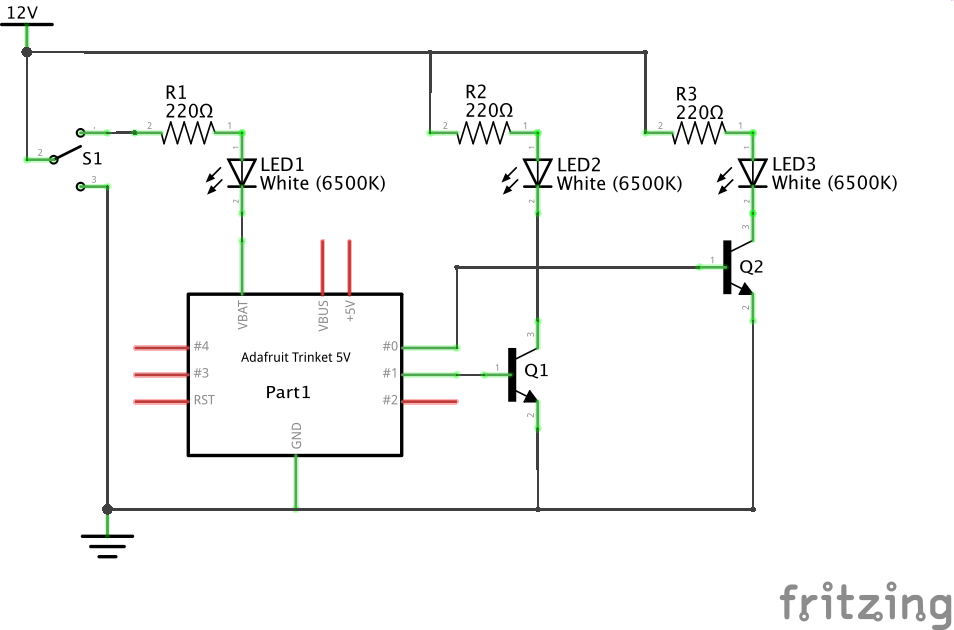 12V
R1
220Ω
R2
220Ω
R3
220Ω
1
2
1
2
1
2
1
S1
2
3
LED1
White (6500K)
LED2
White (6500K)
LED3
White (6500K)
1
2
1
2
1
2
3
1
Q2
2
VBAT
VBUS
+5V
#4
#3
RST
Adafruit Trinket 5V
Part1
#0
#1
#2
GND
3
1
Q1
2
fritzing